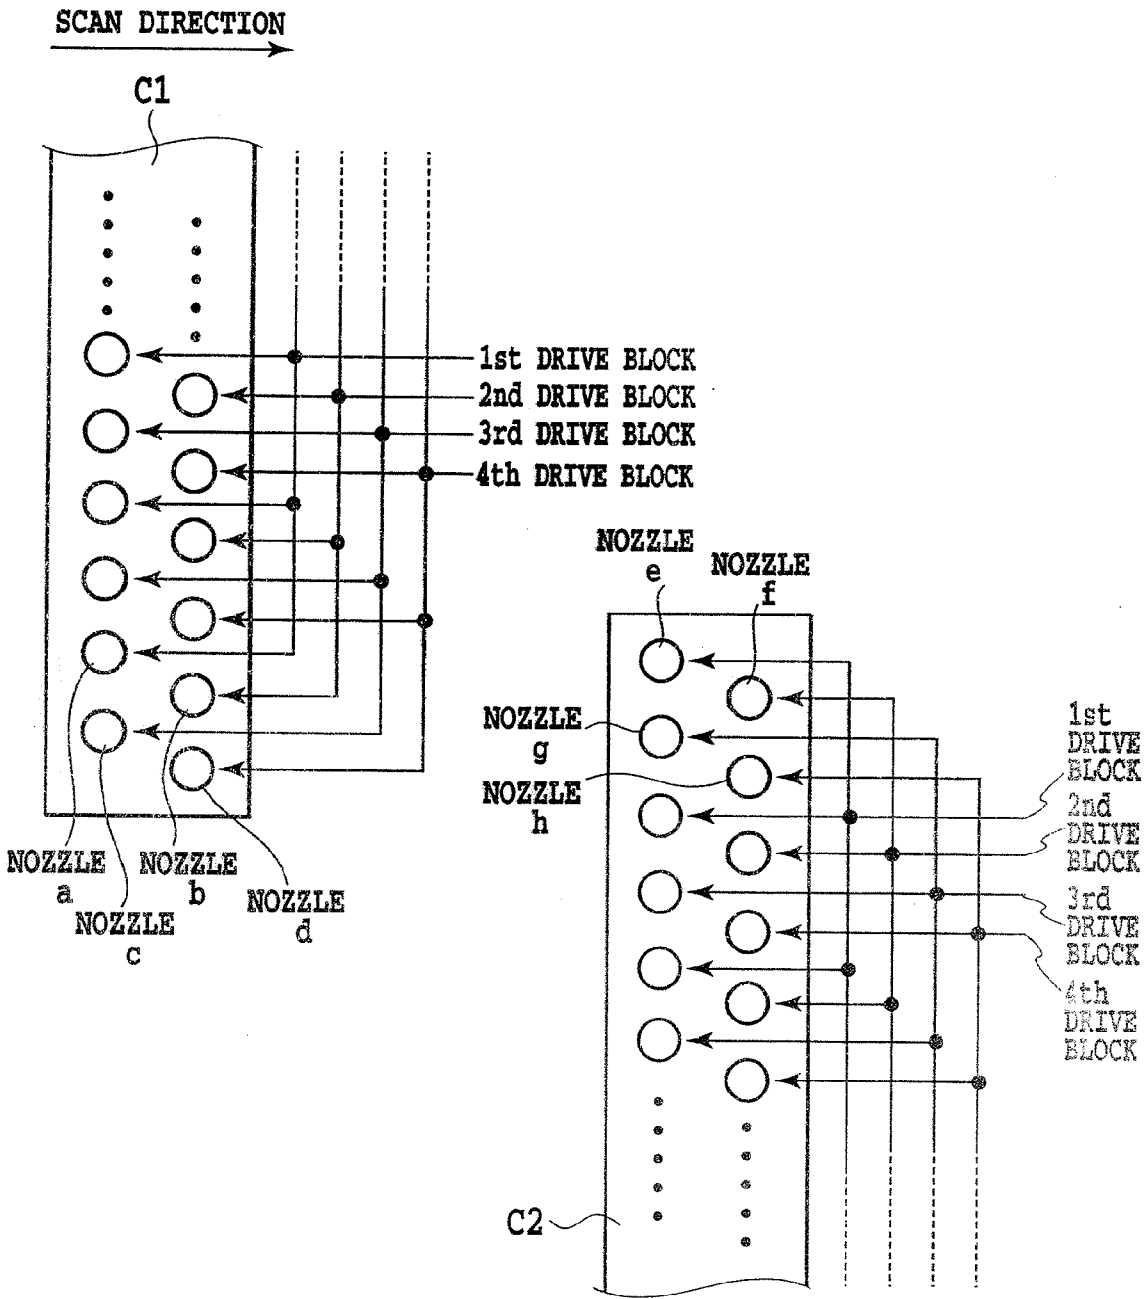 SCAN DIRECTION
C1
1st DRIVE BLOCK
2nd DRIVE BLOCK
3rd DRIVE BLOCK
4th DRIVE BLOCK
NOZZLE
a
NOZZLE
b
NOZZLE
c
NOZZLE
d
NOZZLE
e
NOZZLE
f
NOZZLE
g
NOZZLE
h
1st
DRIVE
BLOCK
2nd
DRIVE
BLOCK
3rd
DRIVE
BLOCK
4th
DRIVE
BLOCK
C2